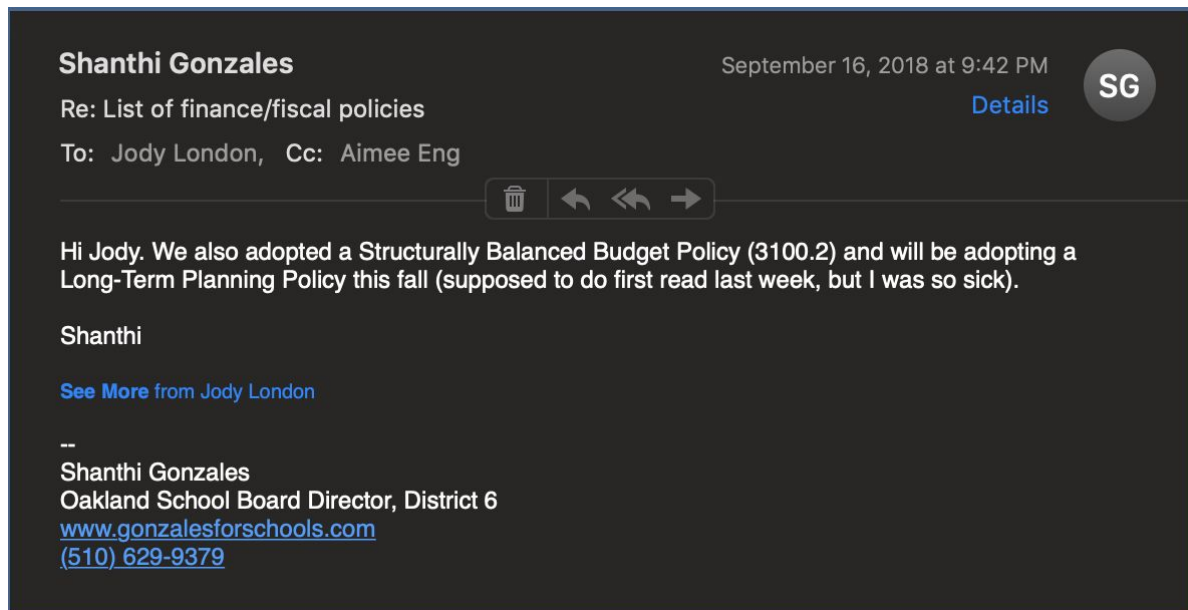 Shanthi Gonzales
September 16, 2018 at 9:42 PM
SG
Re: List of finance/fiscal policies
Details
To: Jody London, Cc: Aimee Eng
Hi Jody. We also adopted a Structurally Balanced Budget Policy (3100.2) and will be adopting a
Long-Term Planning Policy this fall (supposed to do first read last week, but I was so sick).
Shanthi
See More from Jody London
--
Shanthi Gonzales
Oakland School Board Director, District 6
www.gonzalesforschools.com
(510) 629-9379